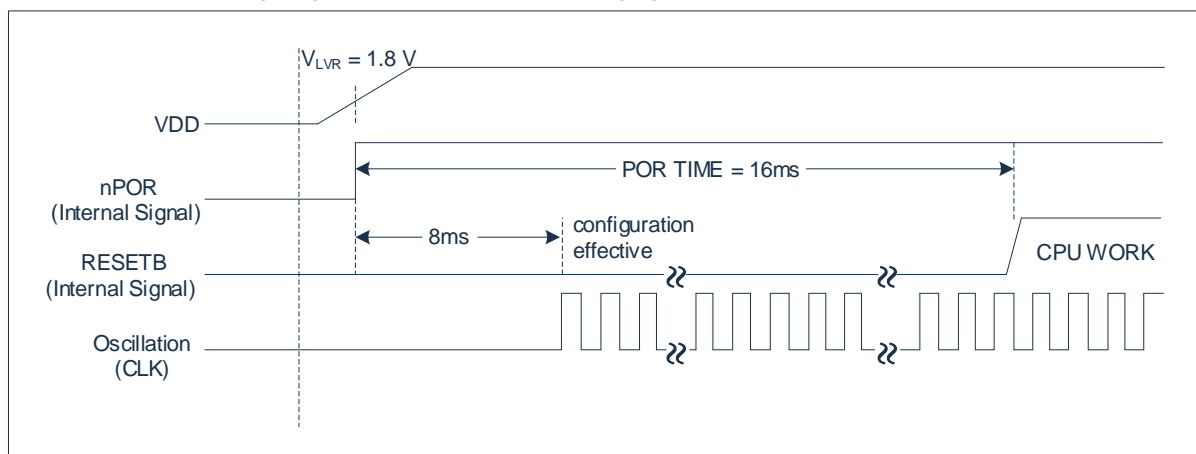 VLVR = 1.8 V
VDD
POR TIME = 16ms
nPOR
(Internal Signal)
8ms
configuration
effective
RESETB
(Internal Signal)
CPU WORK
Oscillation
(CLK)